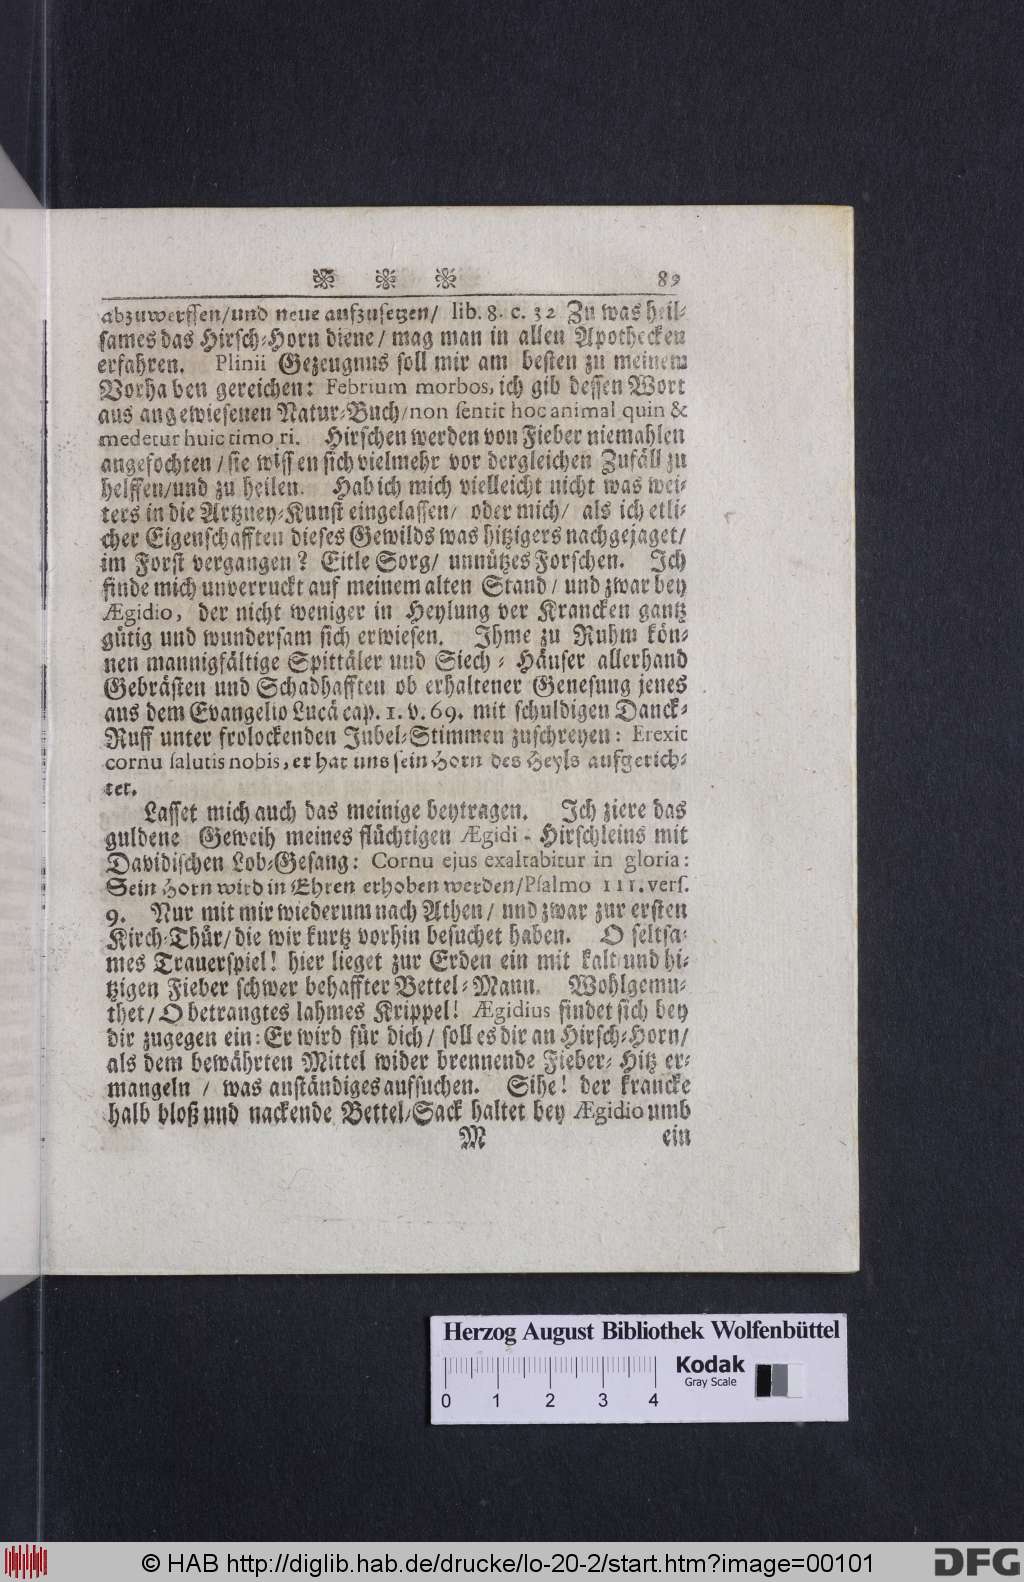 89
abzuwerffen/und neue aufzusetzen/ lib. 8. c. 32 Zu was heil-
sames das Hirsch-Horn diene/ mag man in allen Apothecken
erfahren. Plinii Gezeugnus soll mir am besten zu meinem
Vorhaben gereichen: Febrium morbos, ich gib dessen Wort
aus angewiesenen Natur-Buch/non sentit hoc animal quin &
medetur huic timori. Hirschen werden von Fieber niemahlen
angefochten/sie wissen sich vielmehr vor dergleichen Zufäll zu
helffen/und zu heilen. Hab ich mich vielleicht nicht was wei-
ters in die Artzney-Kunst eingelassen/ oder mich/ als ich etli-
cher Eigenschafften dieses Gewilds was hitzigers nachgejaget/
im Forst vergangen? Eitle Sorg/ unnützes Forschen. Ich
finde mich unverruckt auf meinem alten Stand/ und zwar bey
Ægidio, der nicht weniger in Heylung der Krancken gantz
gütig und wundersam sich erwiesen. Ihme zu Ruhm kön-
nen mannigfältige Spittäler und Siech-Häuser allerhand
Gebrästen und Schadhafften ob erhaltener Genesung jenes
aus dem Evangelio Lucä cap. 1. v. 69. mit schuldigen Danck-
Ruff unter frolockenden Jubel-Stimmen zuschreyen: Erexit
cornu salutis nobis, er hat uns sein Horn des Heyls aufgerich-
tet.
Lasset mich auch das meinige beytragen. Ich ziere das
guldene Geweih meines flüchtigen Ægidi-Hirschleins mit
Davidischen Lob-Gesang: Cornu ejus exaltabitur in gloria:
Sein Horn wird in Ehren erhoben werden/Psalmo 111. vers.
9. Nur mit mir wiederum nach Athen/ und zwar zur ersten
Kirch-Thür/ die wir kurtz vorhin besuchet haben. O seltsa-
mes Trauerspiel! hier lieget zur Erden ein mit kalt und hi-
tzigen Fieber schwer behaffter Bettel-Mann. Wohlgemu-
thet/ O betrangtes lahmes Krippel! Ægidius findet sich bey
dir zugegen ein: Er wird für dich/ soll es dir an Hirsch-Horn/
als dem bewährten Mittel wider brennende Fieber-Hitz er-
mangeln/ was anständiges aufsuchen. Sihe! der krancke
halb bloß und nackende Bettel-Sack haltet bey Ægidio umb
M ein
Herzog August Bibliothek Wolfenbüttel
Kodak
Gray Scale
0 1 2 3 4
© HAB http://diglib.hab.de/drucke/lo-20-2/start.htm?image=00101
DFG